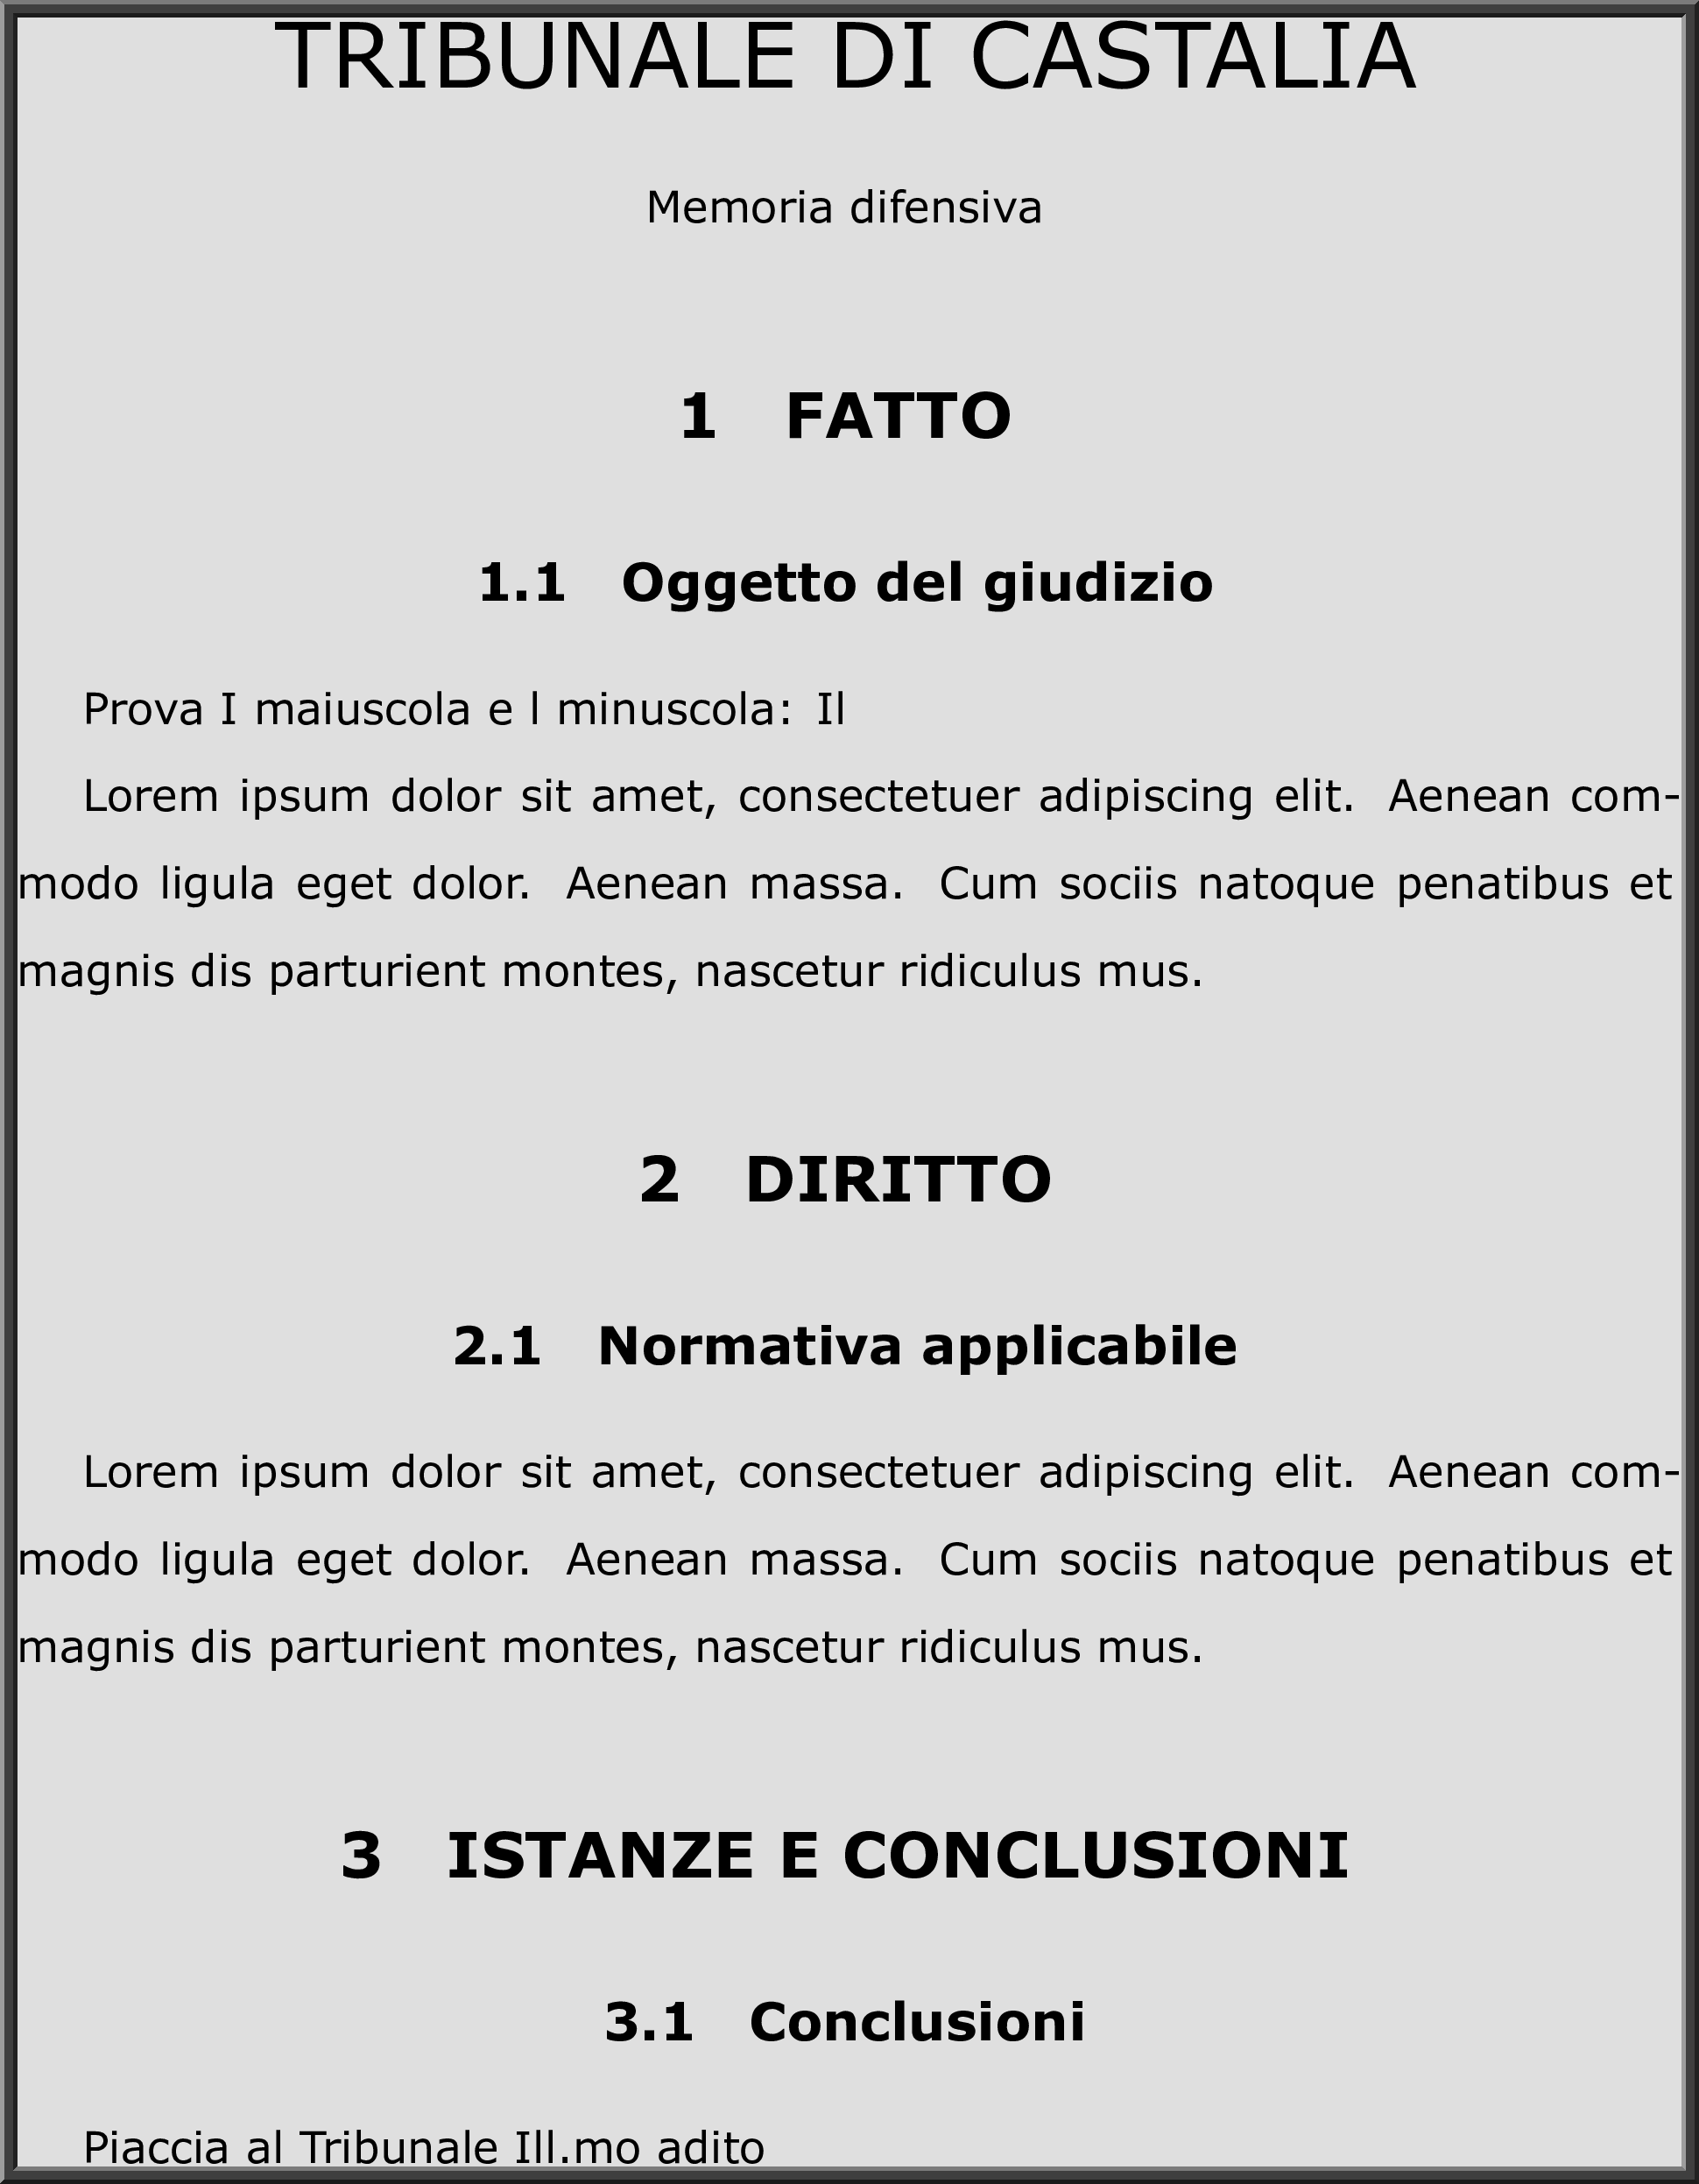 TRIBUNALE DI CASTALIA
Memoria difensiva
1 FATTO
1.1 Oggetto del giudizio
Prova I maiuscola e l minuscola: Il
Lorem ipsum dolor sit amet, consectetuer adipiscing elit. Aenean com-
modo ligula eget dolor. Aenean massa. Cum sociis natoque penatibus et
magnis dis parturient montes, nascetur ridiculus mus.
2 DIRITTO
2.1 Normativa applicabile
Lorem ipsum dolor sit amet, consectetuer adipiscing elit. Aenean com-
modo ligula eget dolor. Aenean massa. Cum sociis natoque penatibus et
magnis dis parturient montes, nascetur ridiculus mus.
3 ISTANZE E CONCLUSIONI
3.1 Conclusioni
Piaccia al Tribunale Ill.mo adito